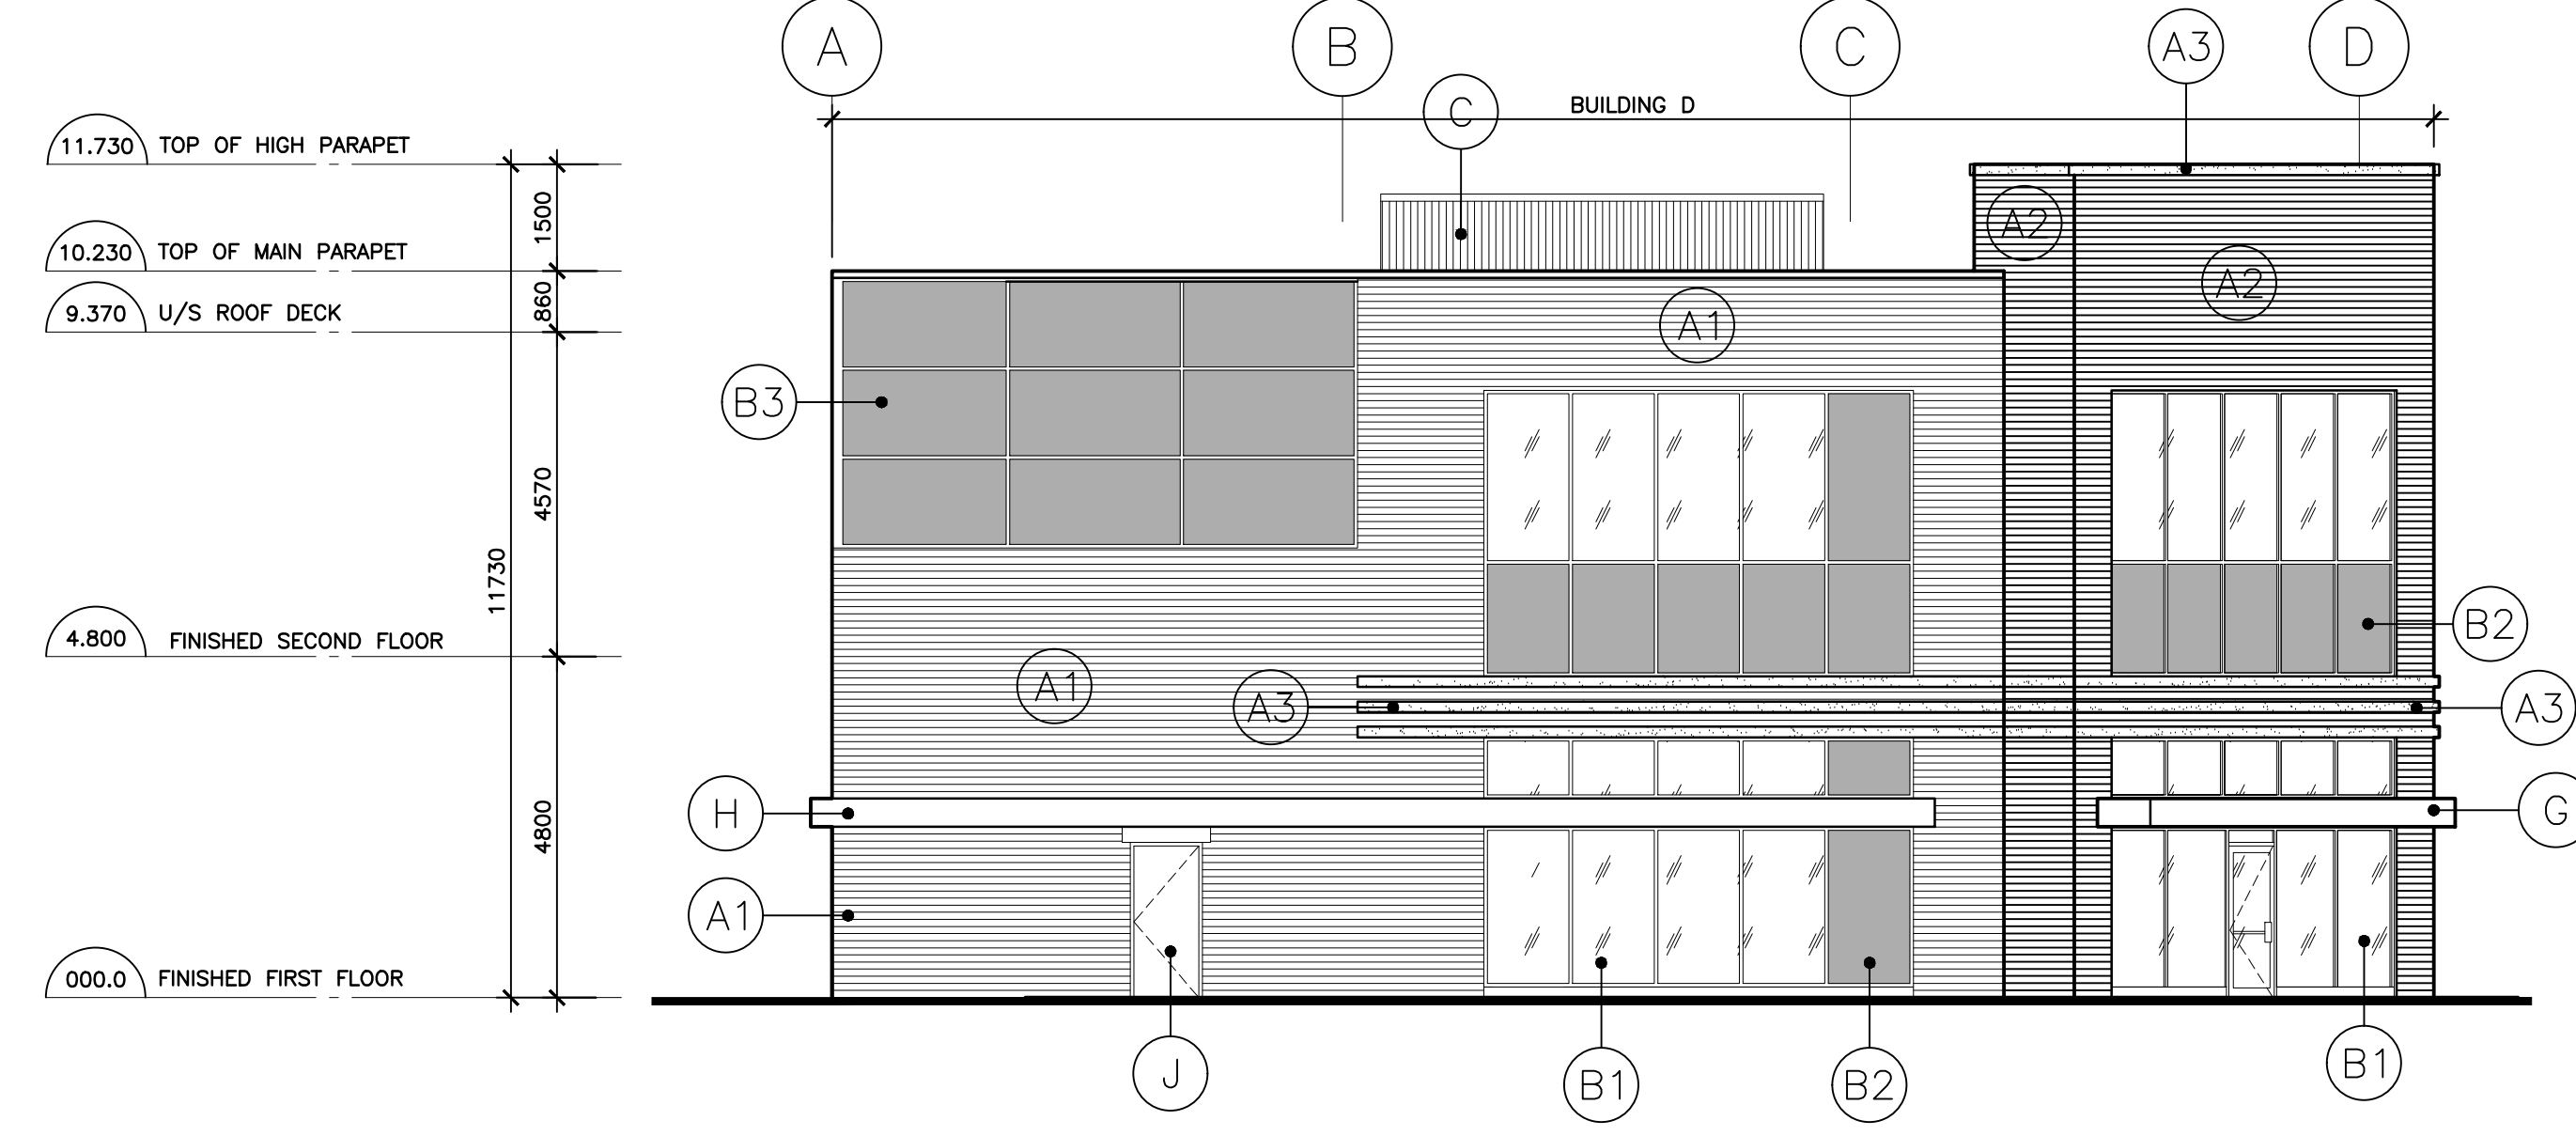 A B C A3 D
C BUILDING D
11.730 TOP OF HIGH PARAPET
1500
A2
10.230 TOP OF MAIN PARAPET
A2
860
9.370 U/S ROOF DECK
A1
B3
4570
11730
B2
4.800 FINISHED SECOND FLOOR
A1
A3
A3
H
G
4800
A1
000.0 FINISHED FIRST FLOOR
J
B1
B2
B1